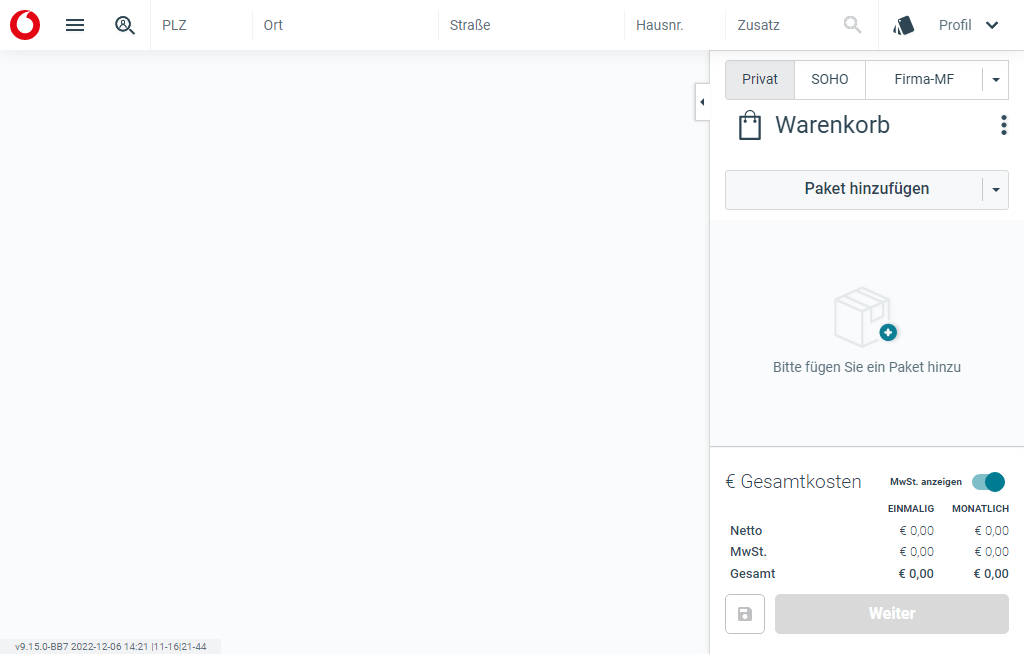 PLZ Ort Straße Hausnr. Zusatz Profil
Privat SOHO Firma-MF
Warenkorb
Paket hinzufügen
Bitte fügen Sie ein Paket hinzu
€ Gesamtkosten MwSt. anzeigen
EINMALIG MONATLICH
Netto € 0,00 € 0,00
MwSt. € 0,00 € 0,00
Gesamt € 0,00 € 0,00
Weiter
v9.15.0-BB7 2022-12-06 14:21 |11-16|21-44